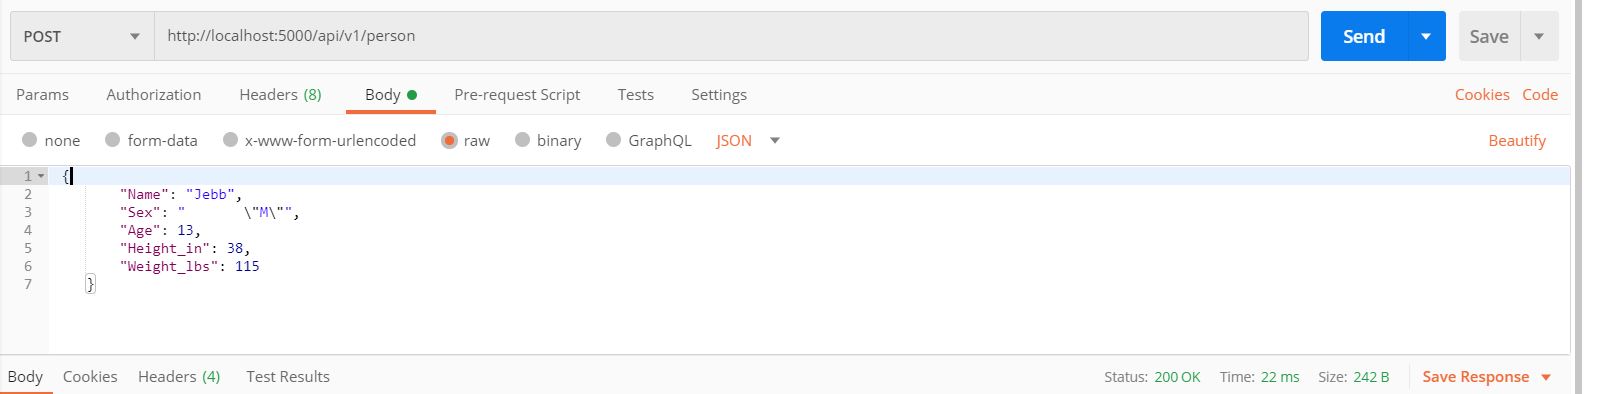 POST http://localhost:5000/api/v1/person Send Save
Params Authorization Headers (8) Body Pre-request Script Tests Settings Cookies Code
none form-data x-www-form-urlencoded raw binary GraphQL JSON Beautify
1 {
2 "Name": "Jebb",
3 "Sex": "       \"M\"",
4 "Age": 13,
5 "Height_in": 38,
6 "Weight_lbs": 115
7 }
Body Cookies Headers (4) Test Results Status: 200 OK Time: 22 ms Size: 242 B Save Response